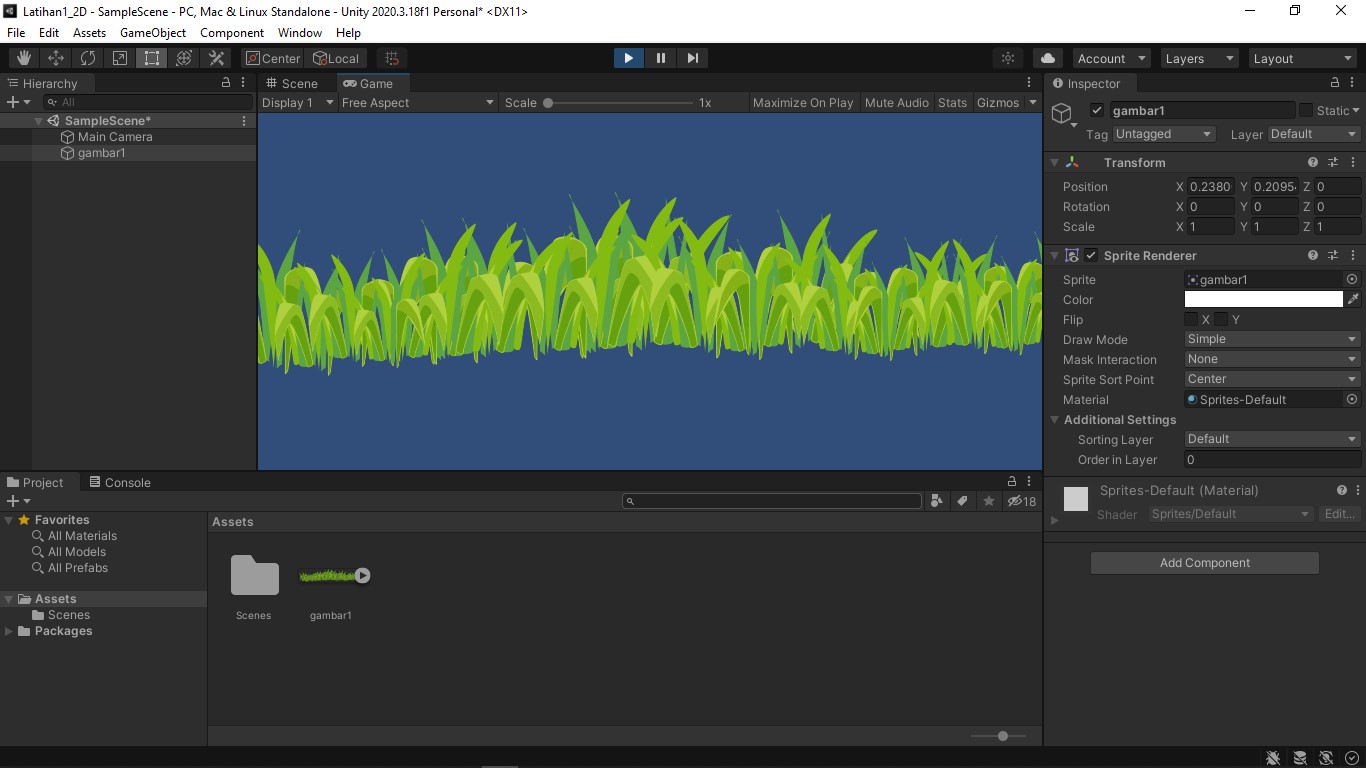 Latihan1_2D - SampleScene - PC, Mac & Linux Standalone - Unity 2020.3.18f1 Personal* <DX11>
File Edit Assets GameObject Component Window Help
Center Local Account Layers Layout
Hierarchy
All
SampleScene*
Main Camera
gambar1
Scene Game
Display 1 Free Aspect Scale 1x Maximize On Play Mute Audio Stats Gizmos
Inspector
gambar1 Static
Tag Untagged Layer Default
Transform
Position X 0.2380 Y 0.2095 Z 0
Rotation X 0 Y 0 Z 0
Scale X 1 Y 1 Z 1
Sprite Renderer
Sprite gambar1
Color
Flip X Y
Draw Mode Simple
Mask Interaction None
Sprite Sort Point Center
Material Sprites-Default
Additional Settings
Sorting Layer Default
Order in Layer 0
Sprites-Default (Material)
Shader Sprites/Default Edit...
Add Component
Project Console
18
Favorites
All Materials
All Models
All Prefabs
Assets
Scenes
Packages
Assets
Scenes gambar1